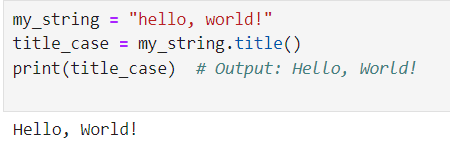 my_string = "hello, world!"
title_case = my_string.title()
print(title_case)  # Output: Hello, World!
Hello, World!